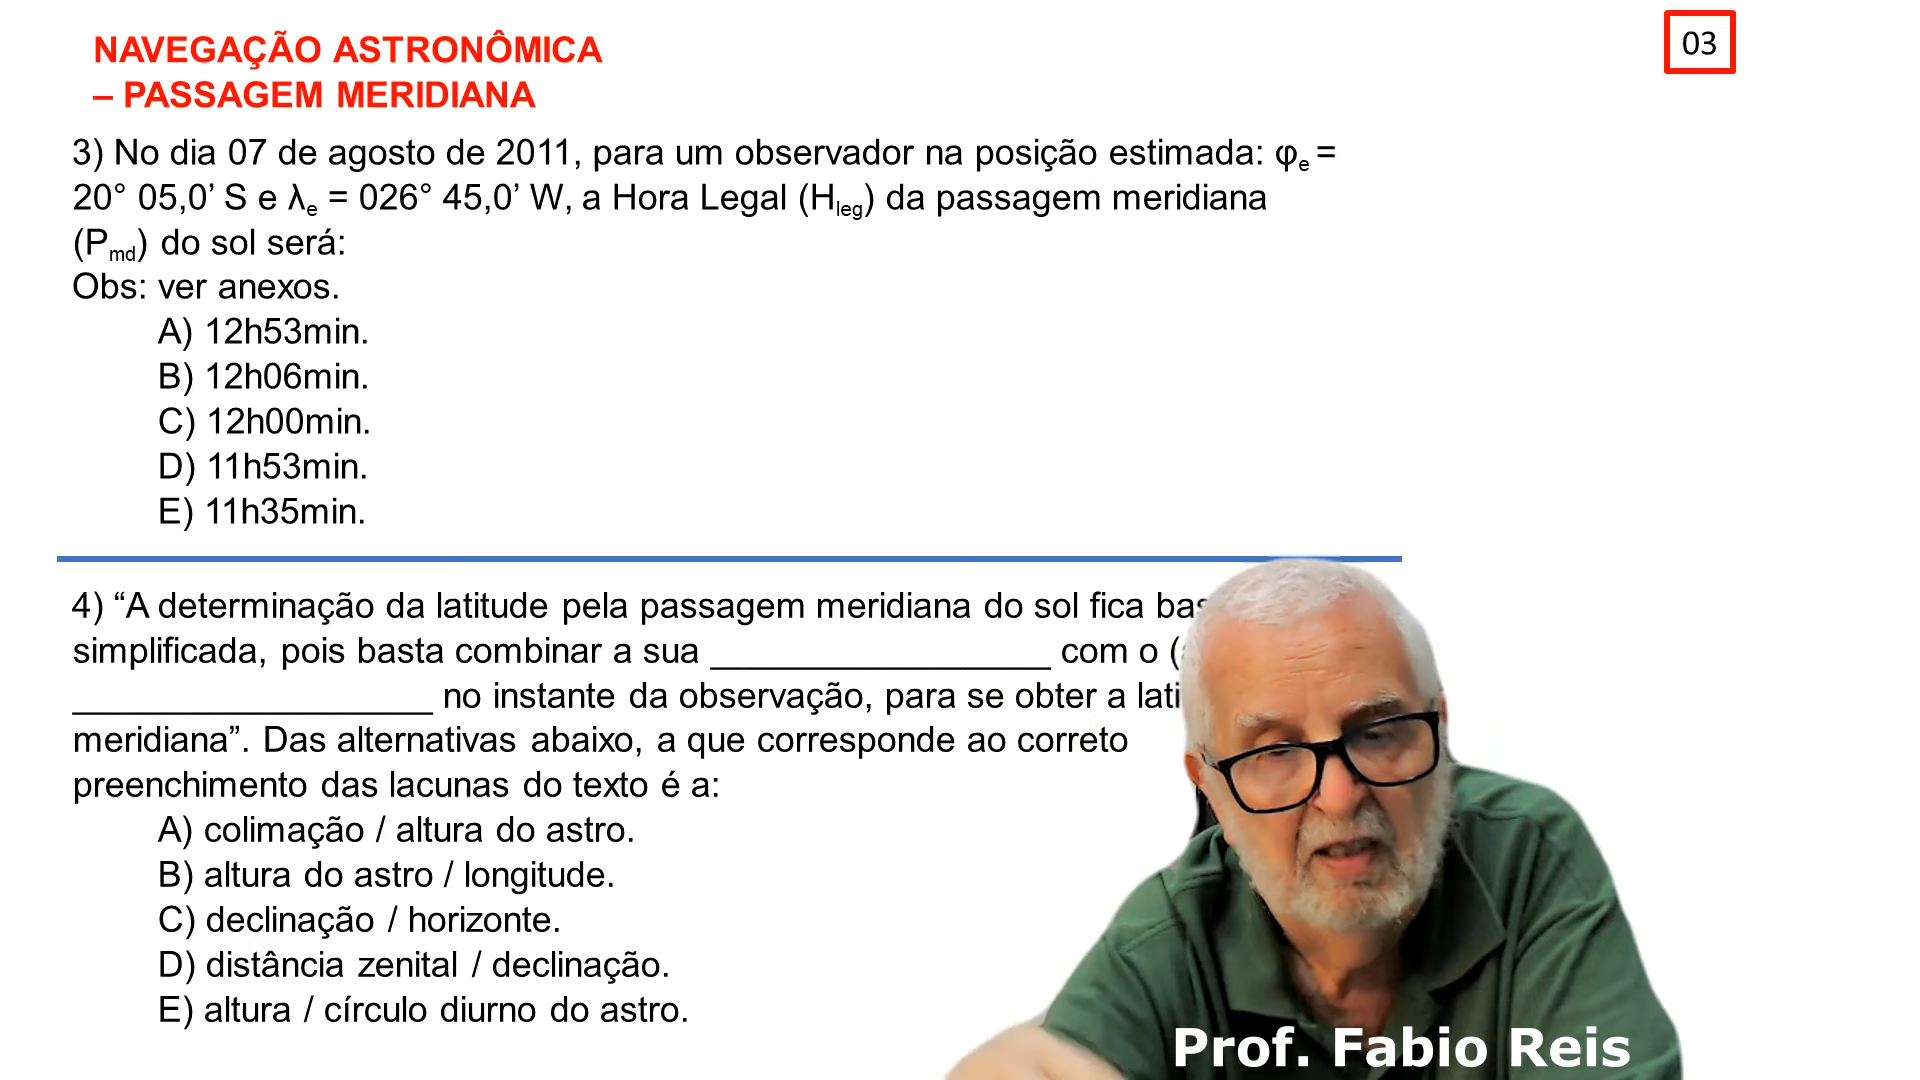 NAVEGAÇÃO ASTRONÔMICA
– PASSAGEM MERIDIANA
03
3) No dia 07 de agosto de 2011, para um observador na posição estimada: φe =
20° 05,0’ S e λe = 026° 45,0’ W, a Hora Legal (Hleg) da passagem meridiana
(Pmd) do sol será:
Obs: ver anexos.
A) 12h53min.
B) 12h06min.
C) 12h00min.
D) 11h53min.
E) 11h35min.
4) “A determinação da latitude pela passagem meridiana do sol fica
simplificada, pois basta combinar a sua _________________ com o
__________________ no instante da observação, para se obter a
meridiana”. Das alternativas abaixo, a que corresponde ao correto
preenchimento das lacunas do texto é a:
A) colimação / altura do astro.
B) altura do astro / longitude.
C) declinação / horizonte.
D) distância zenital / declinação.
E) altura / círculo diurno do astro.
Prof. Fabio Reis